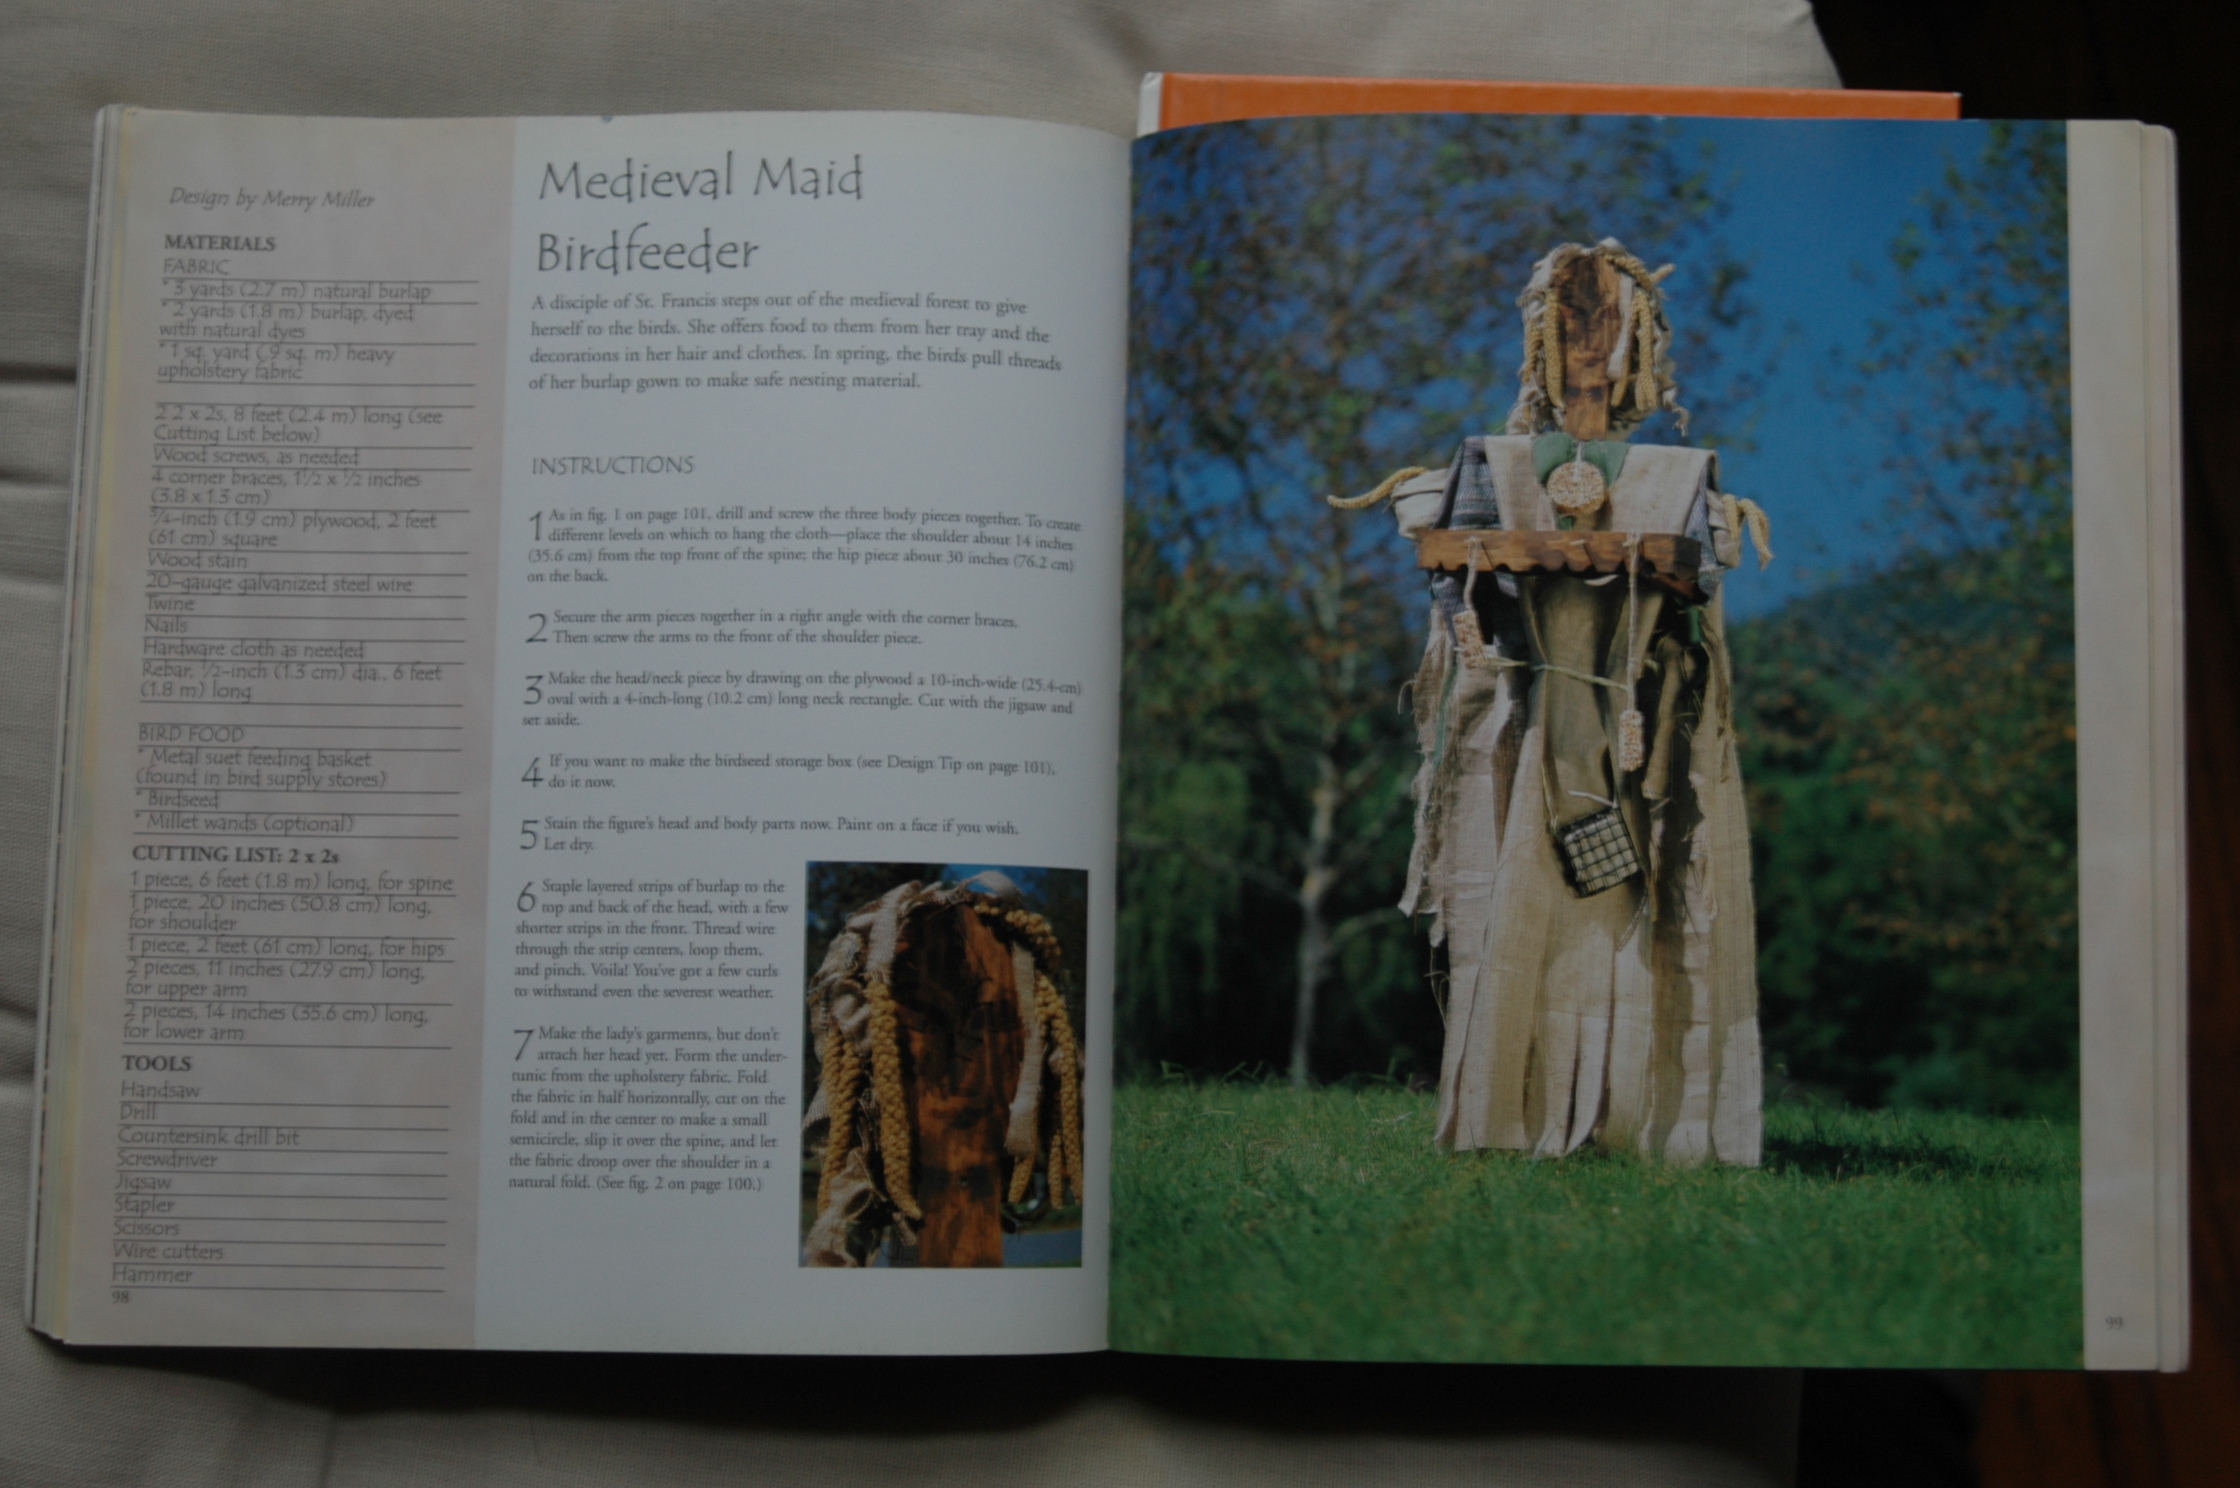 Design by Merry Miller
MATERIALS
FABRIC
* 3 yards (2.7 m) natural burlap
* 2 yards (1.8 m) burlap, dyed
with natural dyes
* 1 sq. yard (.9 sq. m) heavy
upholstery fabric
2 2 x 2s, 8 feet (2.4 m) long (see
Cutting List below)
Wood screws, as needed
4 corner braces, 1½ x ½ inches
(3.8 x 1.3 cm)
¾-inch (1.9 cm) plywood, 2 feet
(61 cm) square
Wood stain
20-gauge galvanized steel wire
Twine
Nails
Hardware cloth as needed
Rebar, ½-inch (1.3 cm) dia., 6 feet
(1.8 m) long
BIRD FOOD
* Metal suet feeding basket
(found in bird supply stores)
* Birdseed
* Millet wands (optional)
CUTTING LIST: 2 x 2s
1 piece, 6 feet (1.8 m) long, for spine
1 piece, 20 inches (50.8 cm) long,
for shoulder
1 piece, 2 feet (61 cm) long, for hips
2 pieces, 11 inches (27.9 cm) long,
for upper arm
2 pieces, 14 inches (35.6 cm) long,
for lower arm
TOOLS
Handsaw
Drill
Countersink drill bit
Screwdriver
Jigsaw
Stapler
Scissors
Wire cutters
Hammer
98
Medieval Maid
Birdfeeder
A disciple of St. Francis steps out of the medieval forest to give
herself to the birds. She offers food to them from her tray and the
decorations in her hair and clothes. In spring, the birds pull threads
of her burlap gown to make safe nesting material.
INSTRUCTIONS
1 As in fig. 1 on page 101, drill and screw the three body pieces together. To create
different levels on which to hang the cloth—place the shoulder about 14 inches
(35.6 cm) from the top front of the spine; the hip piece about 30 inches (76.2 cm)
on the back.
2 Secure the arm pieces together in a right angle with the corner braces.
Then screw the arms to the front of the shoulder piece.
3 Make the head/neck piece by drawing on the plywood a 10-inch-wide (25.4-cm)
oval with a 4-inch-long (10.2 cm) long neck rectangle. Cut with the jigsaw and
set aside.
4 If you want to make the birdseed storage box (see Design Tip on page 101),
do it now.
5 Stain the figure's head and body parts now. Paint on a face if you wish.
Let dry.
6 Staple layered strips of burlap to the
top and back of the head, with a few
shorter strips in the front. Thread wire
through the strip centers, loop them,
and pinch. Voila! You've got a few curls
to withstand even the severest weather.
7 Make the lady's garments, but don't
attach her head yet. Form the under-
tunic from the upholstery fabric. Fold
the fabric in half horizontally, cut on the
fold and in the center to make a small
semicircle, slip it over the spine, and let
the fabric droop over the shoulder in a
natural fold. (See fig. 2 on page 100.)
99